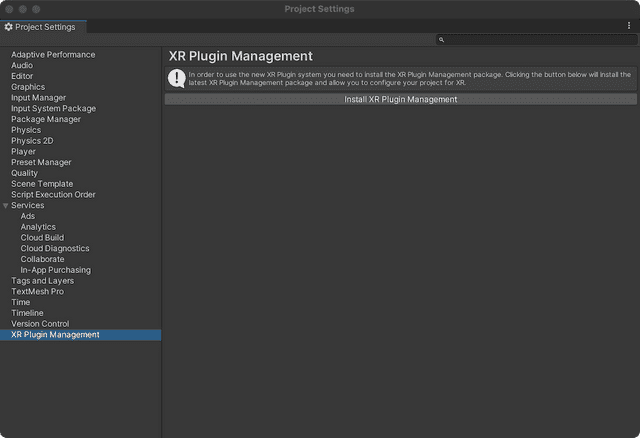 Project Settings
Project Settings
Adaptive Performance
Audio
Editor
Graphics
Input Manager
Input System Package
Package Manager
Physics
Physics 2D
Player
Preset Manager
Quality
Scene Template
Script Execution Order
Services
Ads
Analytics
Cloud Build
Cloud Diagnostics
Collaborate
In-App Purchasing
Tags and Layers
TextMesh Pro
Time
Timeline
Version Control
XR Plugin Management
XR Plugin Management
In order to use the new XR Plugin system you need to install the XR Plugin Management package. Clicking the button below will install the
latest XR Plugin Management package and allow you to configure your project for XR.
Install XR Plugin Management